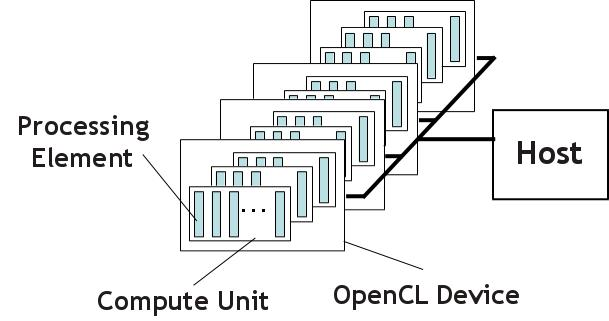 Processing
Element
...
Host
Compute Unit
OpenCL Device